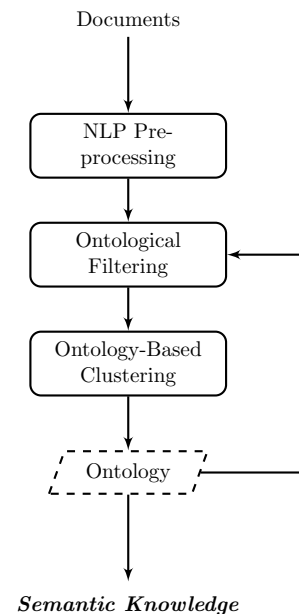 Documents
NLP Pre-
processing
Ontological
Filtering
Ontology-Based
Clustering
Ontology
Semantic Knowledge